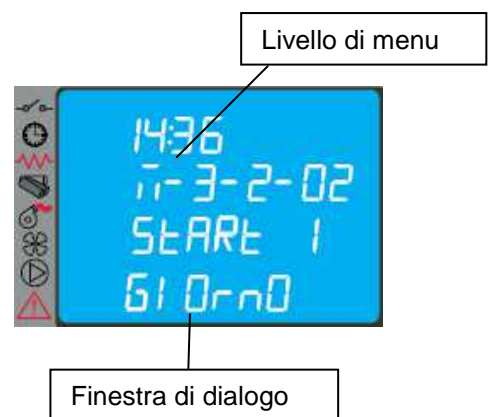 Livello di menu
14:36
M-3-2-02
START 1
GIOrnO
Finestra di dialogo